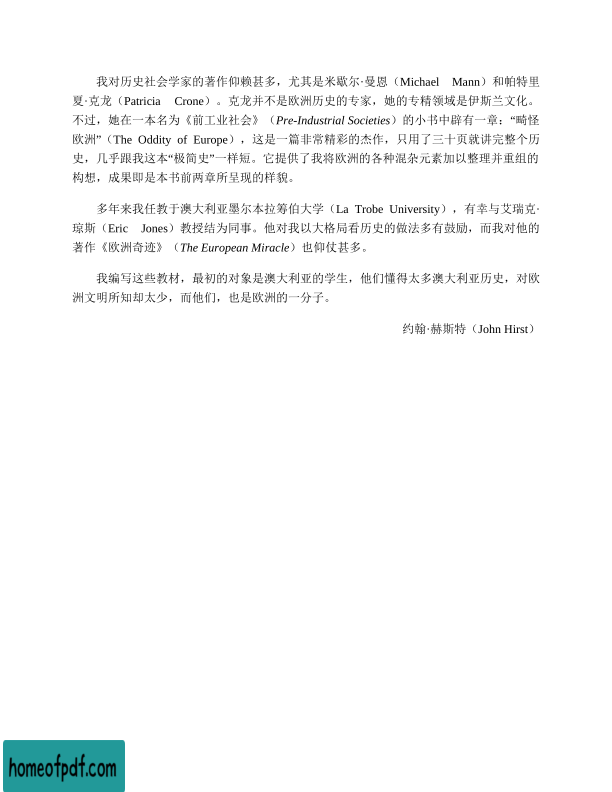 我对历史社会学家的著作仰赖甚多，尤其是米歇尔·曼恩（Michael Mann）和帕特里
夏·克龙（Patricia Crone）。克龙并不是欧洲历史的专家，她的专精领域是伊斯兰文化。
不过，她在一本名为《前工业社会》（Pre-Industrial Societies）的小书中辟有一章：“畸怪
欧洲”（The Oddity of Europe），这是一篇非常精彩的杰作，只用了三十页就讲完整个历
史，几乎跟我这本“极简史”一样短。它提供了我将欧洲的各种混杂元素加以整理并重组的
构想，成果即是本书前两章所呈现的样貌。
多年来我任教于澳大利亚墨尔本拉筹伯大学（La Trobe University），有幸与艾瑞克·
琼斯（Eric Jones）教授结为同事。他对我以大格局看历史的做法多有鼓励，而我对他的
著作《欧洲奇迹》（The European Miracle）也仰仗甚多。
我编写这些教材，最初的对象是澳大利亚的学生，他们懂得太多澳大利亚历史，对欧
洲文明所知却太少，而他们，也是欧洲的一分子。
约翰·赫斯特（John Hirst）
homeofpdf.com